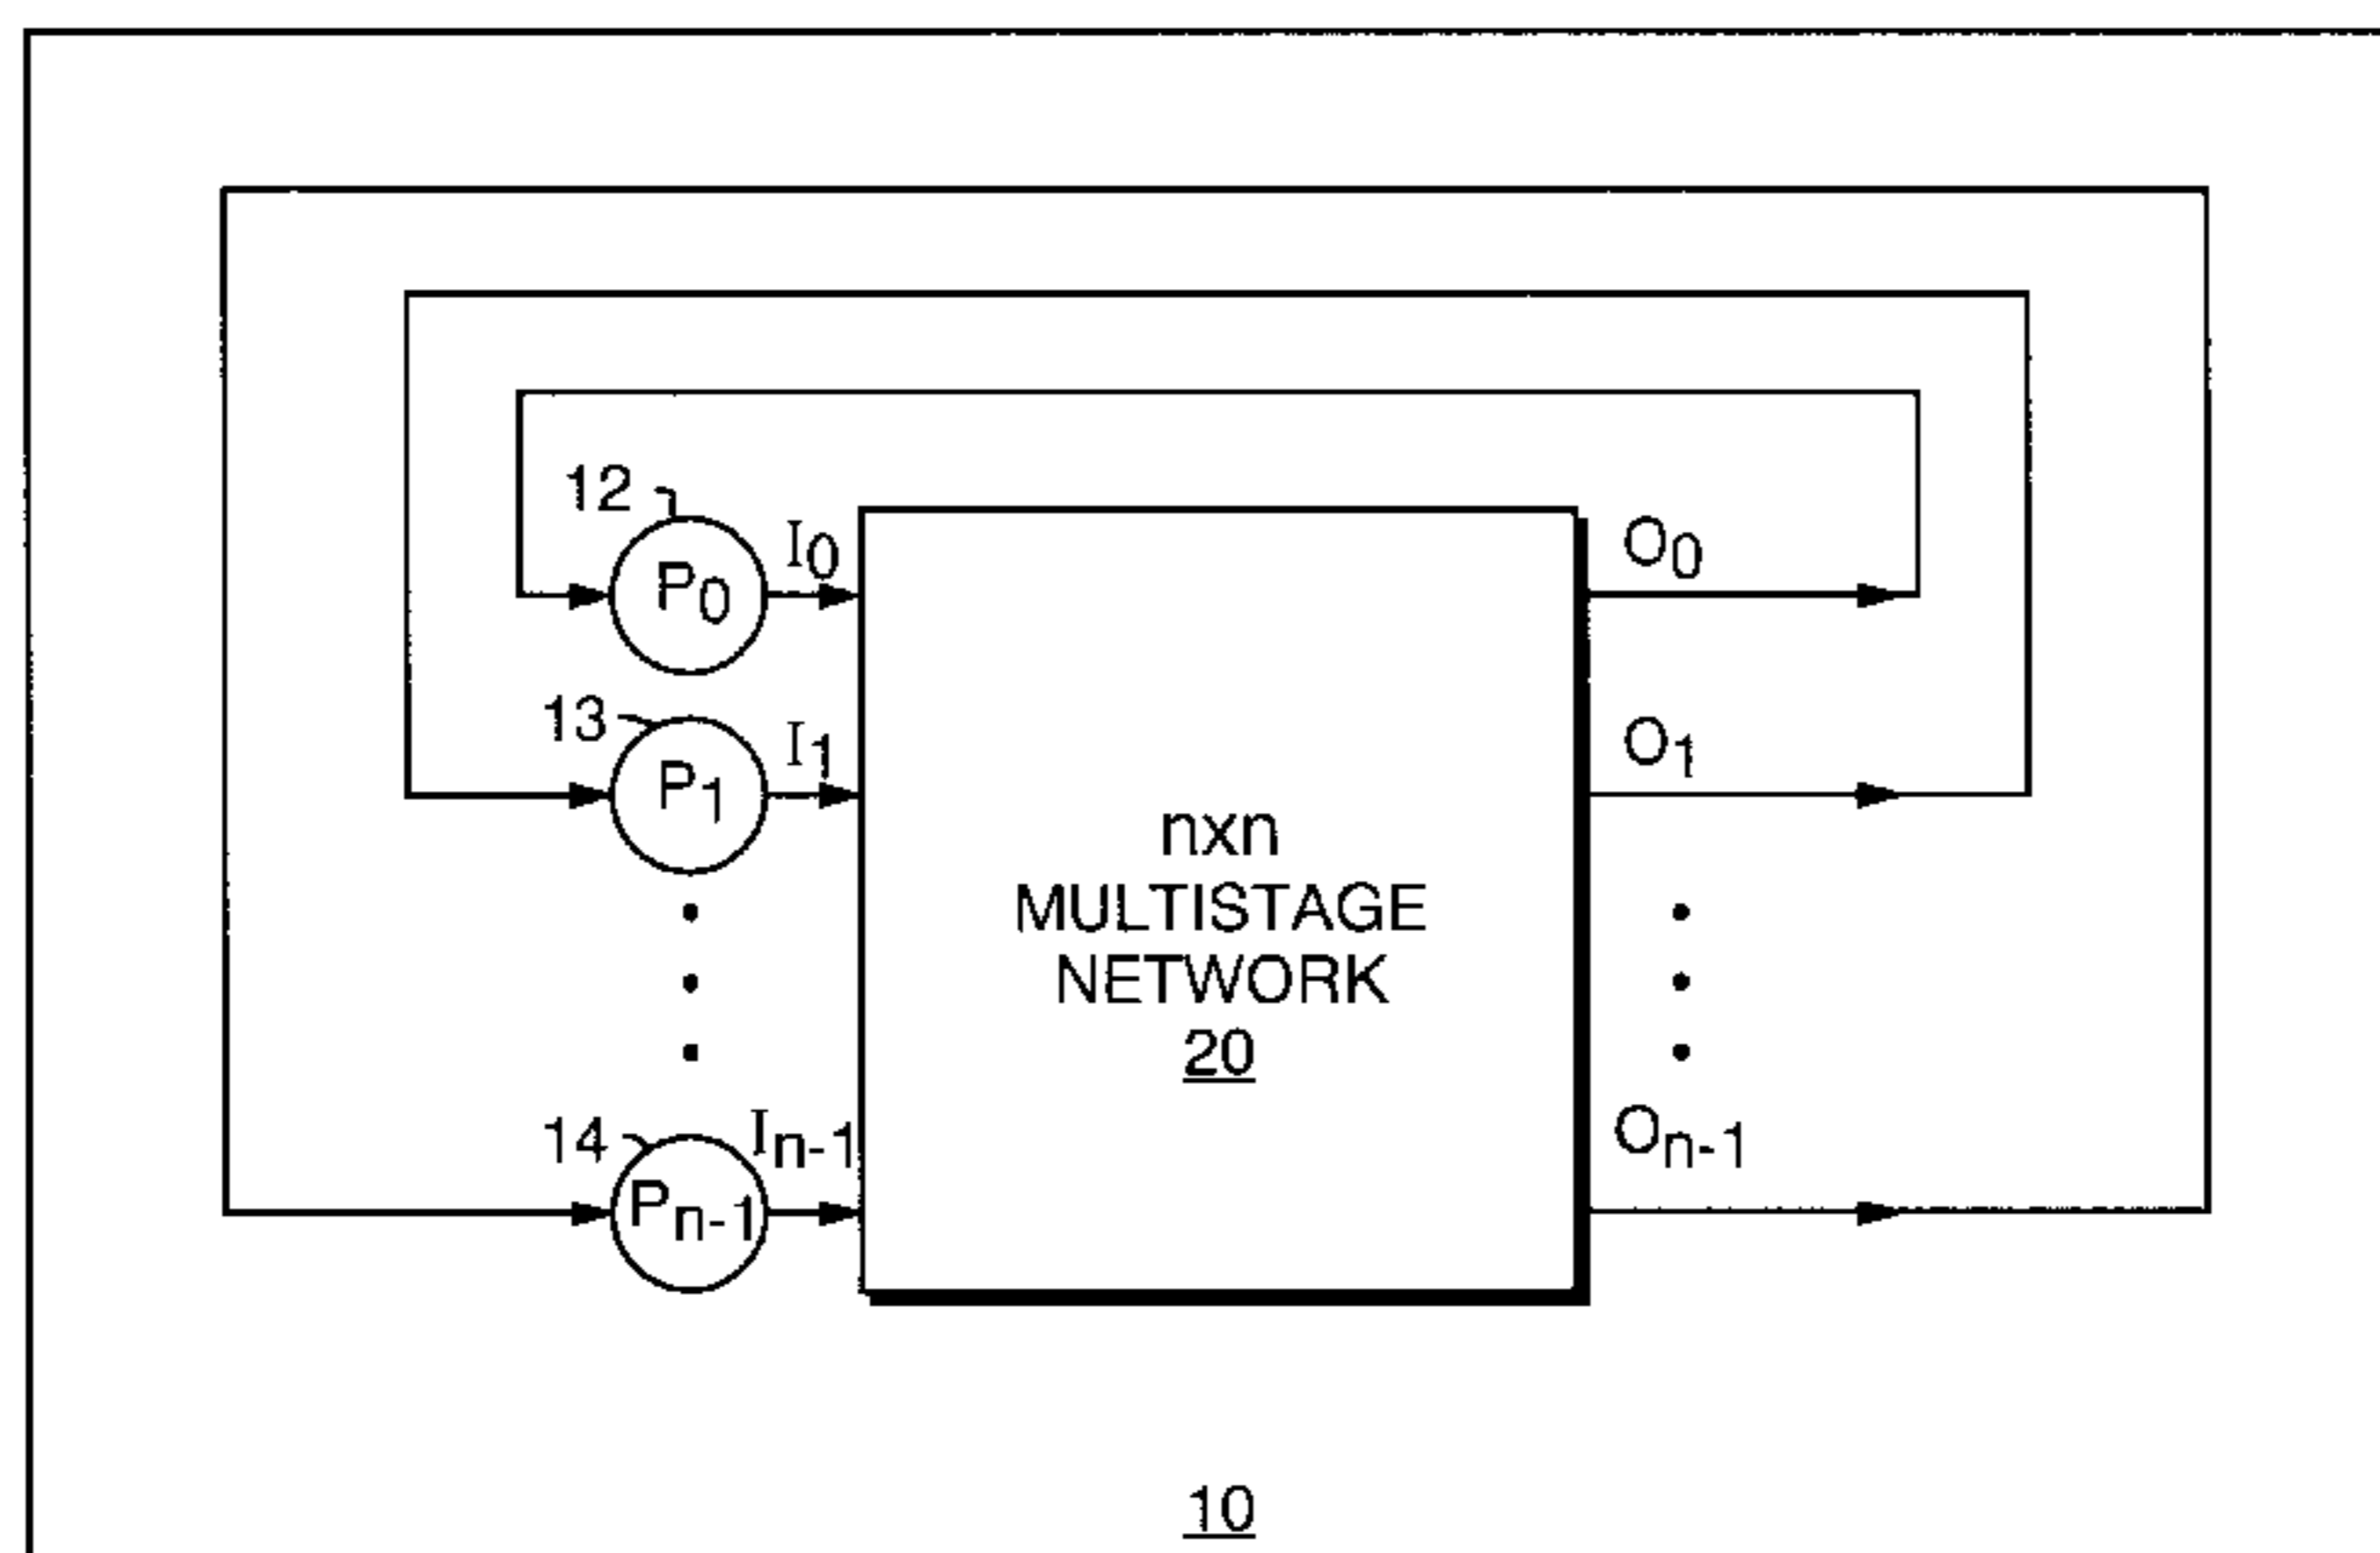 12
I0
O0
P0
13
I1
O1
P1
nxn
MULTISTAGE
NETWORK
20
14
In-1
On-1
Pn-1
10